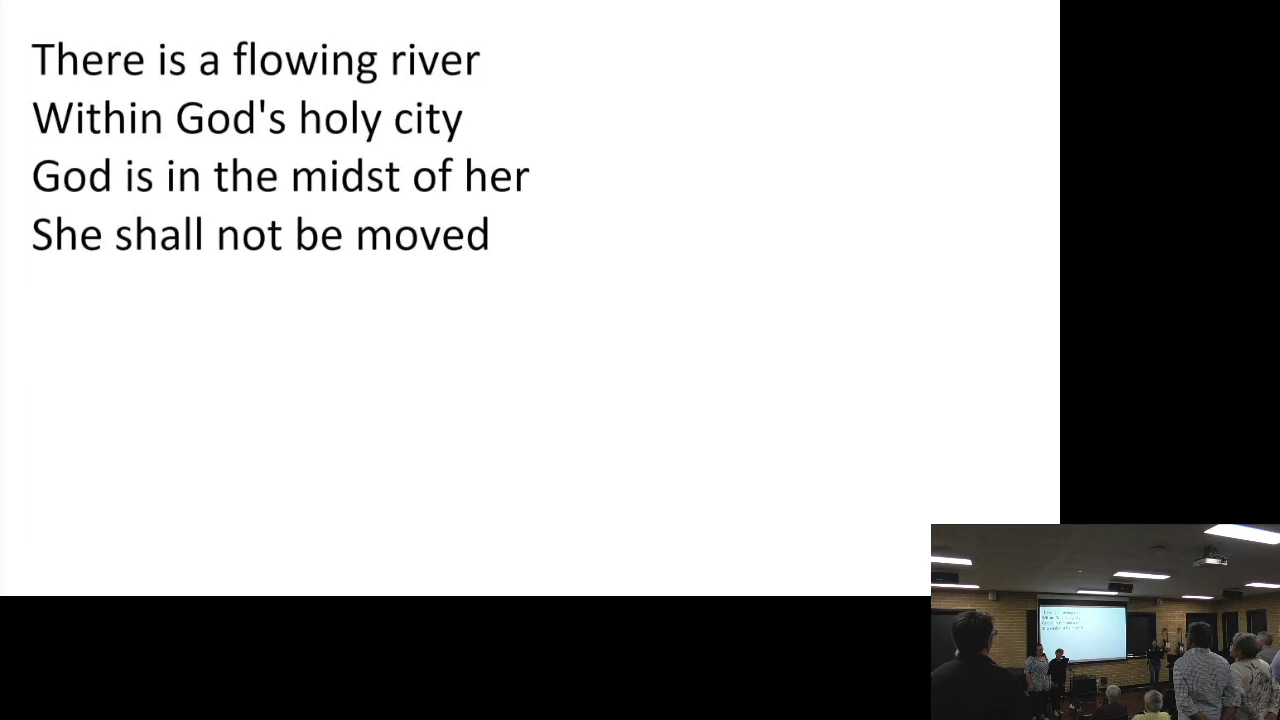 There is a flowing river
Within God's holy city
God is in the midst of her
She shall not be moved